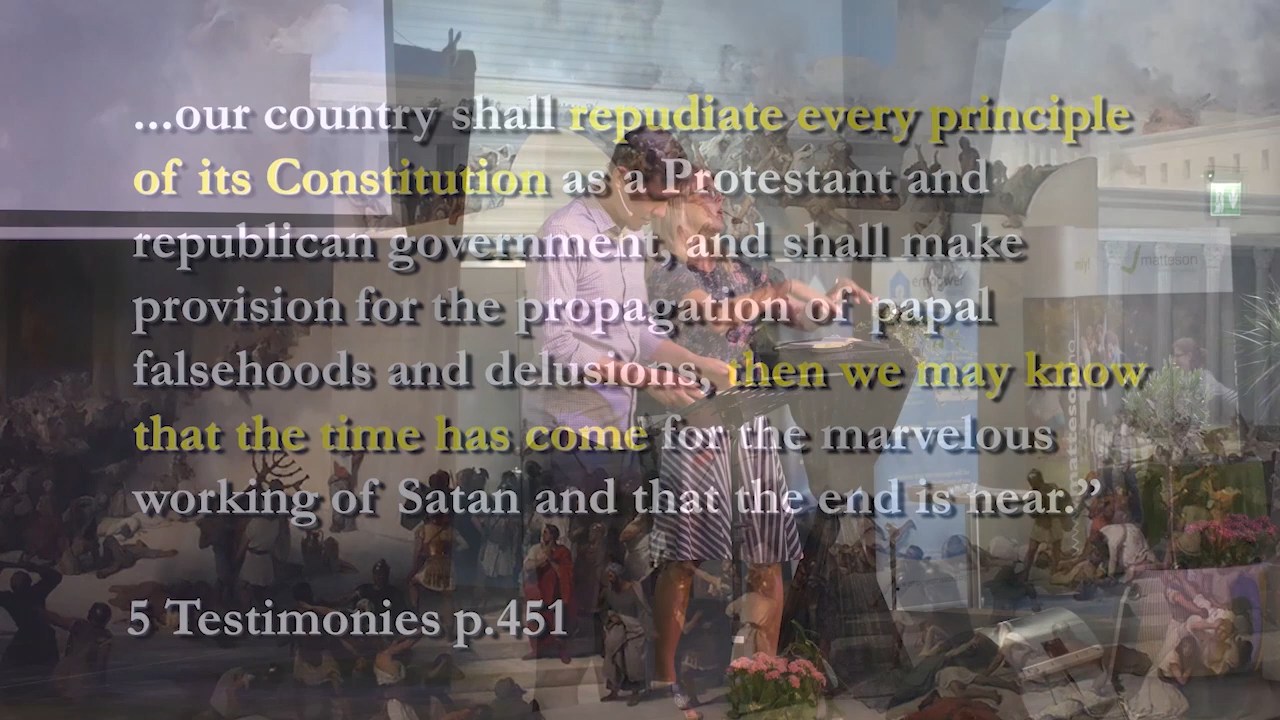 ...our country shall repudiate every principle
of its Constitution as a Protestant and
republican government, and shall make
provision for the propagation of papal
falsehoods and delusions, then we may know
that the time has come for the marvelous
working of Satan and that the end is near.”
5 Testimonies p.451
empower
matteson